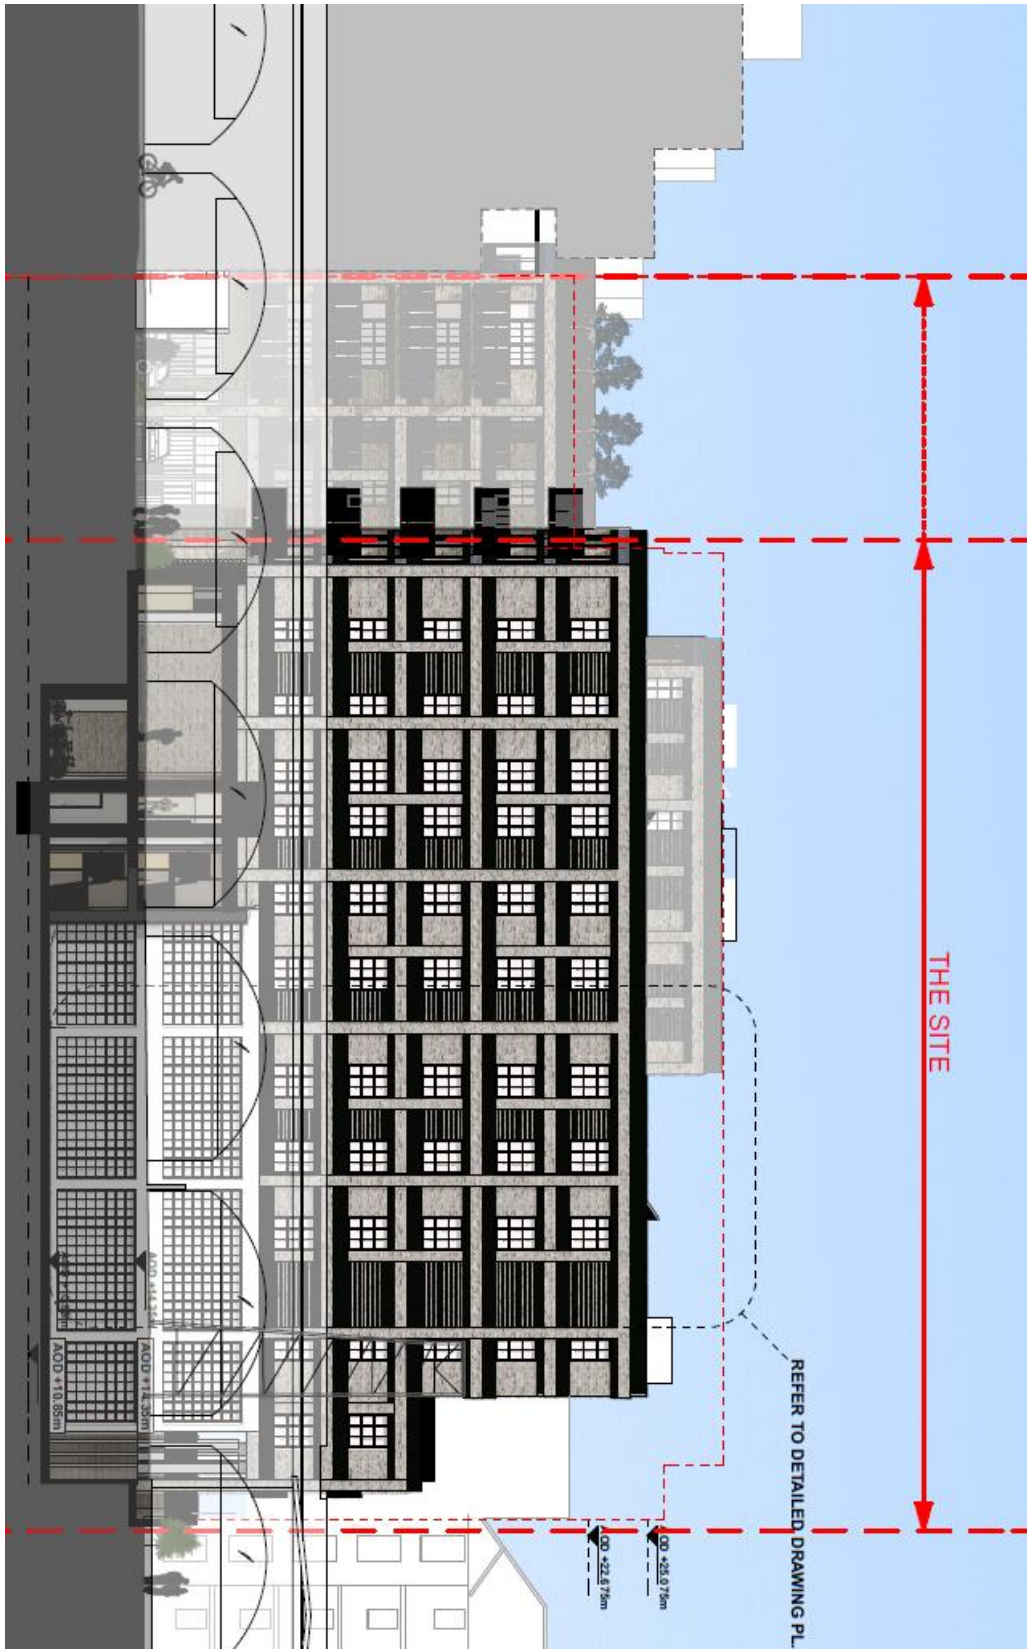 THE SITE
REFER TO DETAILED DRAWING PL.
AOD +25.075m
AOD +22.675m
AOD +14.35m
AOD +10.85m